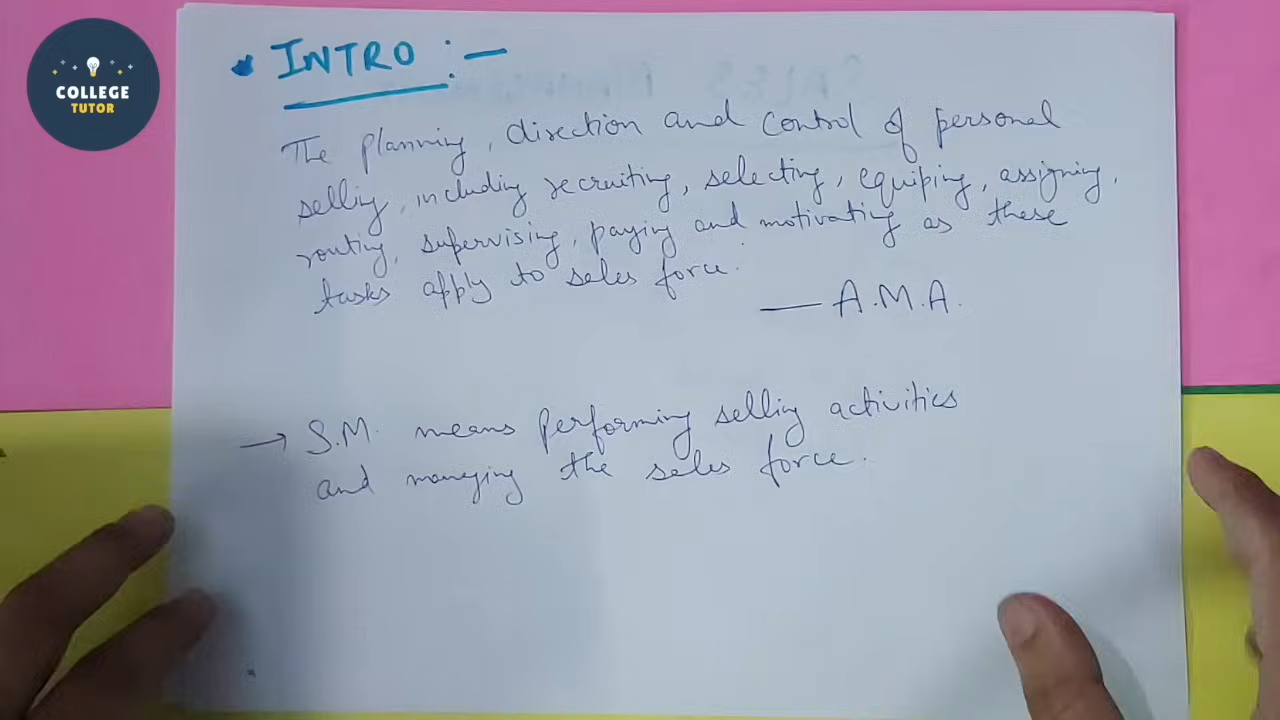 COLLEGE
TUTOR
• INTRO :-
The planning, direction and control of personal
selling, including recruiting, selecting, equiping, assigning,
routing, supervising, paying and motivating as these
tasks apply to sales force.
— A.M.A.
→ S.M. means performing selling activities
and managing the sales force.